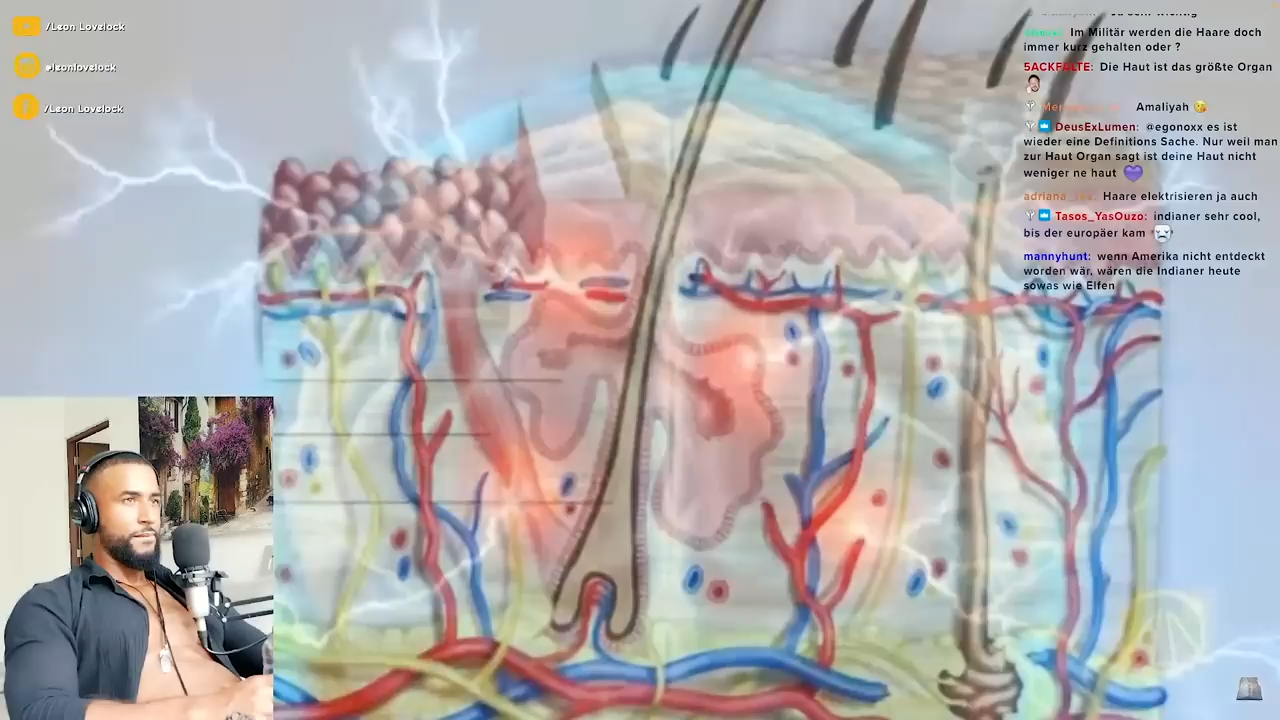 /Leon Lovelock
@leonlovelock
/Leon Lovelock
Im Militär werden die Haare doch
immer kurz gehalten oder ?
5ACKFALTE: Die Haut ist das größte Organ
Amaliyah 😘
DeusExLumen: @egonoxx es ist
wieder eine Definitions Sache. Nur weil man
zur Haut Organ sagt ist deine Haut nicht
weniger ne haut 💜
Haare elektrisieren ja auch
Tasos_YasOuzo: indianer sehr cool,
bis der europäer kam
mannyhunt: wenn Amerika nicht entdeckt
worden wär, wären die Indianer heute
sowas wie Elfen